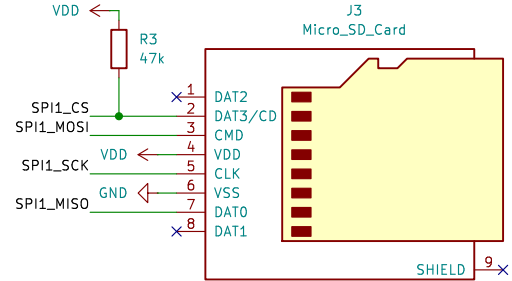 VDD
J3
Micro_SD_Card
R3
47k
SPI1_CS
SPI1_MOSI
VDD
SPI1_SCK
GND
SPI1_MISO
1 DAT2
2 DAT3/CD
3 CMD
4 VDD
5 CLK
6 VSS
7 DAT0
8 DAT1
SHIELD 9